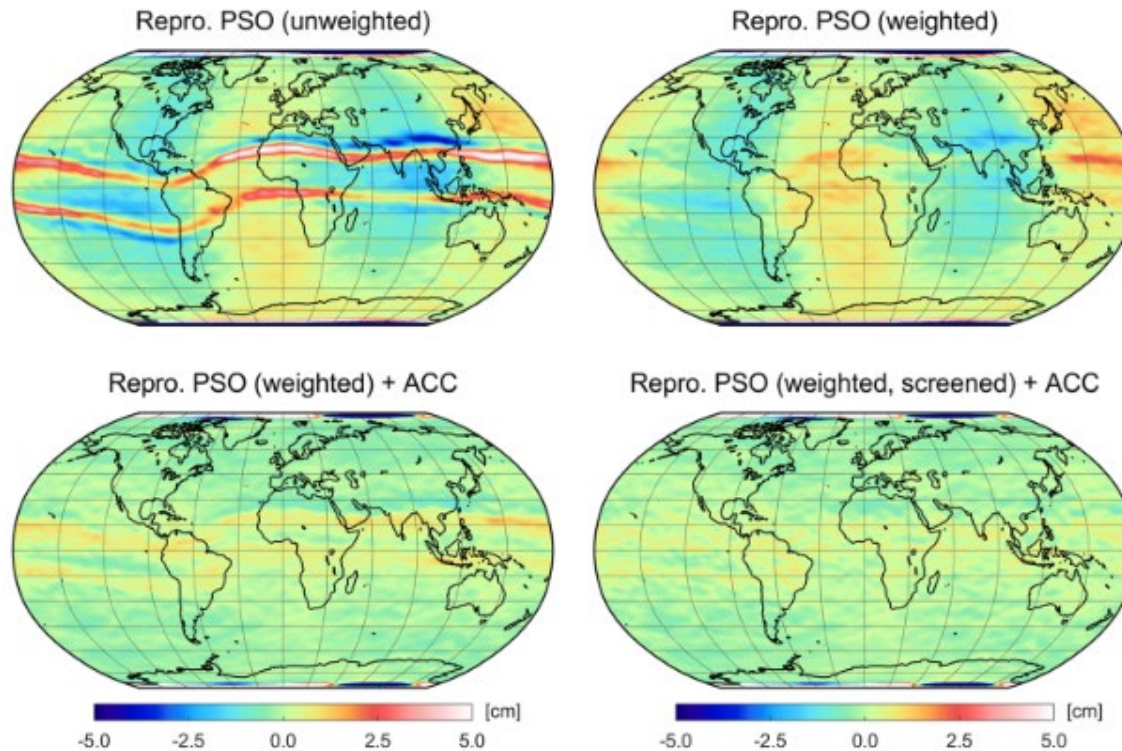 Repro. PSO (unweighted)
Repro. PSO (weighted)
Repro. PSO (weighted) + ACC
Repro. PSO (weighted, screened) + ACC
[cm]
-5.0 -2.5 0.0 2.5 5.0
[cm]
-5.0 -2.5 0.0 2.5 5.0